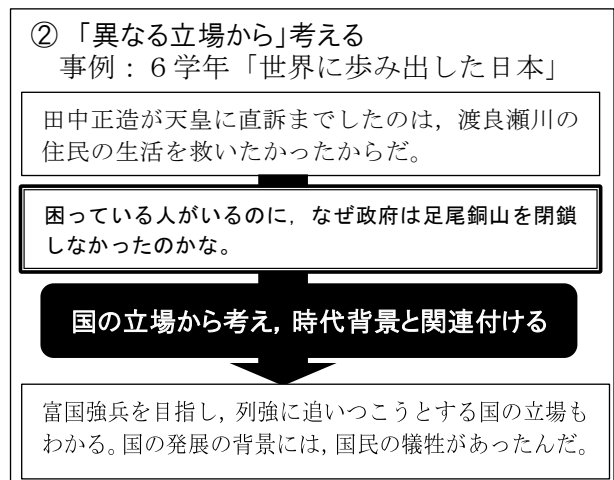 ② 「異なる立場から」考える
事例：６学年「世界に歩み出した日本」
田中正造が天皇に直訴までしたのは，渡良瀬川の
住民の生活を救いたかったからだ。
困っている人がいるのに，なぜ政府は足尾銅山を閉鎖
しなかったのかな。
国の立場から考え，時代背景と関連付ける
富国強兵を目指し，列強に追いつこうとする国の立場も
わかる。国の発展の背景には，国民の犠牲があったんだ。